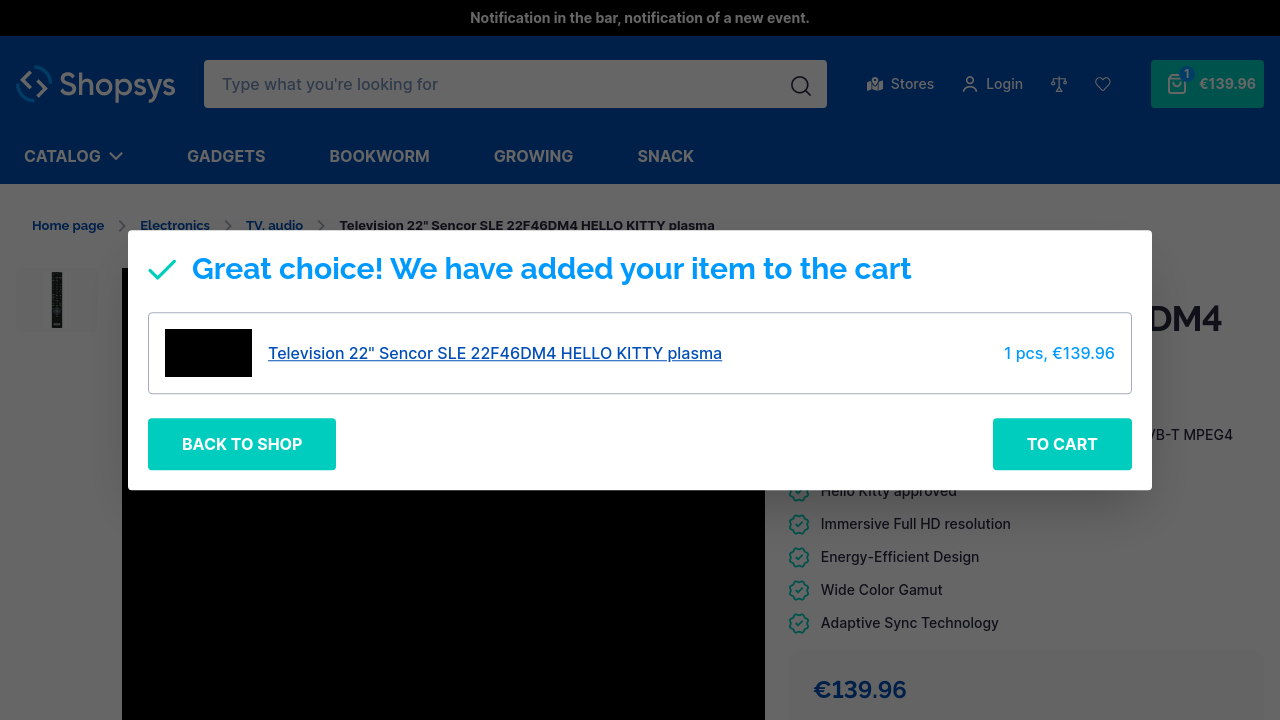 Notification in the bar, notification of a new event.
Shopsys
Type what you're looking for
Stores
Login
1
€139.96
CATALOG
GADGETS
BOOKWORM
GROWING
SNACK
Home page
Electronics
TV, audio
Television 22" Sencor SLE 22F46DM4 HELLO KITTY plasma
Great choice! We have added your item to the cart
Television 22" Sencor SLE 22F46DM4 HELLO KITTY plasma
1 pcs, €139.96
BACK TO SHOP
TO CART
DM4
VB-T MPEG4
Hello Kitty approved
Immersive Full HD resolution
Energy-Efficient Design
Wide Color Gamut
Adaptive Sync Technology
€139.96